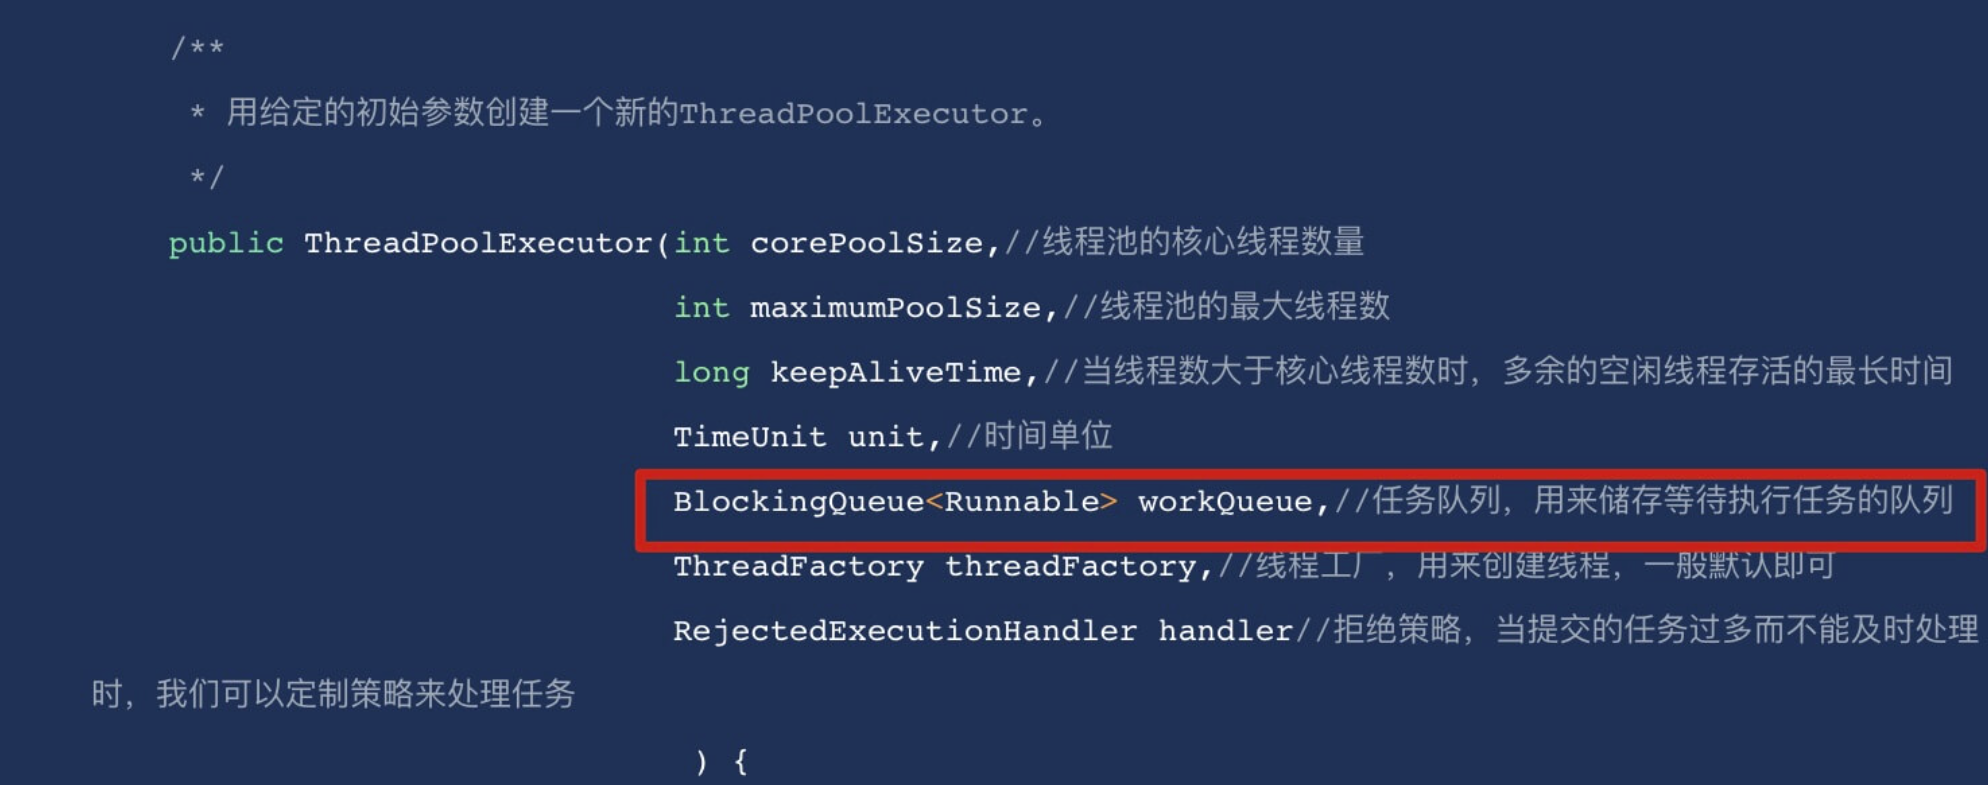 /**
* 用给定的初始参数创建一个新的ThreadPoolExecutor。
*/
public ThreadPoolExecutor(int corePoolSize,//线程池的核心线程数量
int maximumPoolSize,//线程池的最大线程数
long keepAliveTime,//当线程数大于核心线程数时，多余的空闲线程存活的最长时间
TimeUnit unit,//时间单位
BlockingQueue<Runnable> workQueue,//任务队列，用来储存等待执行任务的队列
ThreadFactory threadFactory,//线程工厂，用来创建线程，一般默认即可
RejectedExecutionHandler handler//拒绝策略，当提交的任务过多而不能及时处理
时，我们可以定制策略来处理任务
) {